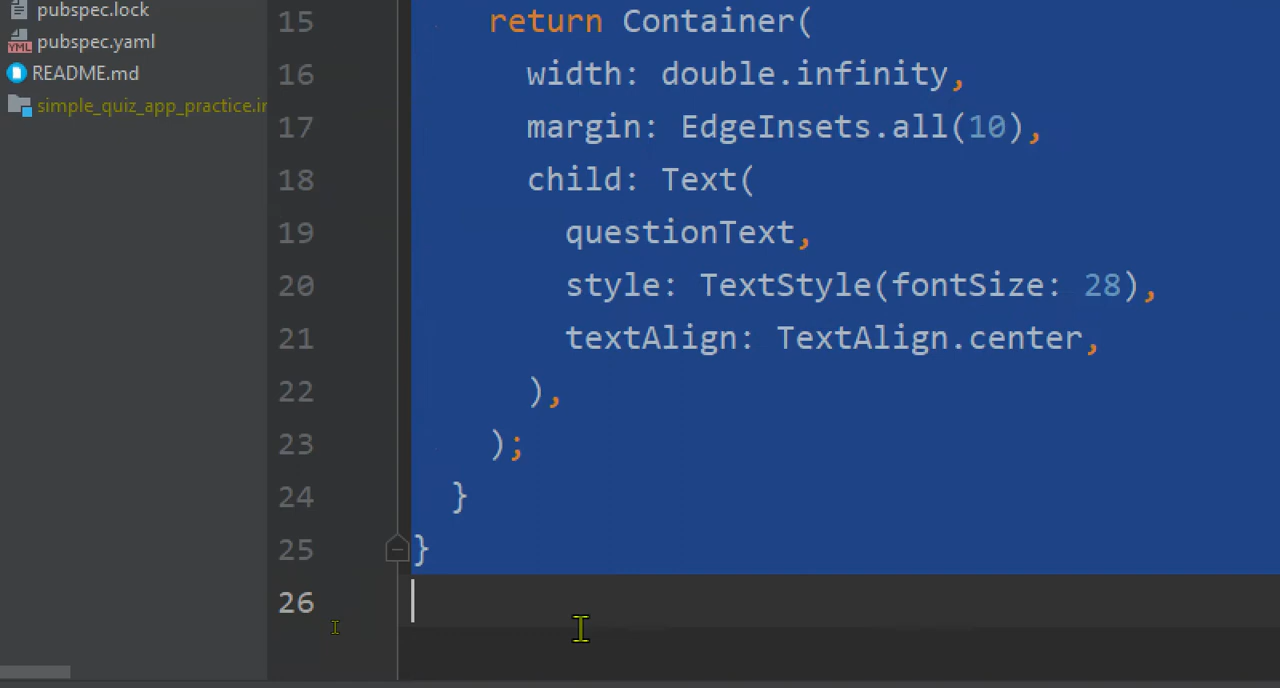 pubspec.lock
YML pubspec.yaml
README.md
simple_quiz_app_practice.ir
15 return Container(
16 width: double.infinity,
17 margin: EdgeInsets.all(10),
18 child: Text(
19 questionText,
20 style: TextStyle(fontSize: 28),
21 textAlign: TextAlign.center,
22 ),
23 );
24 }
25 }
26